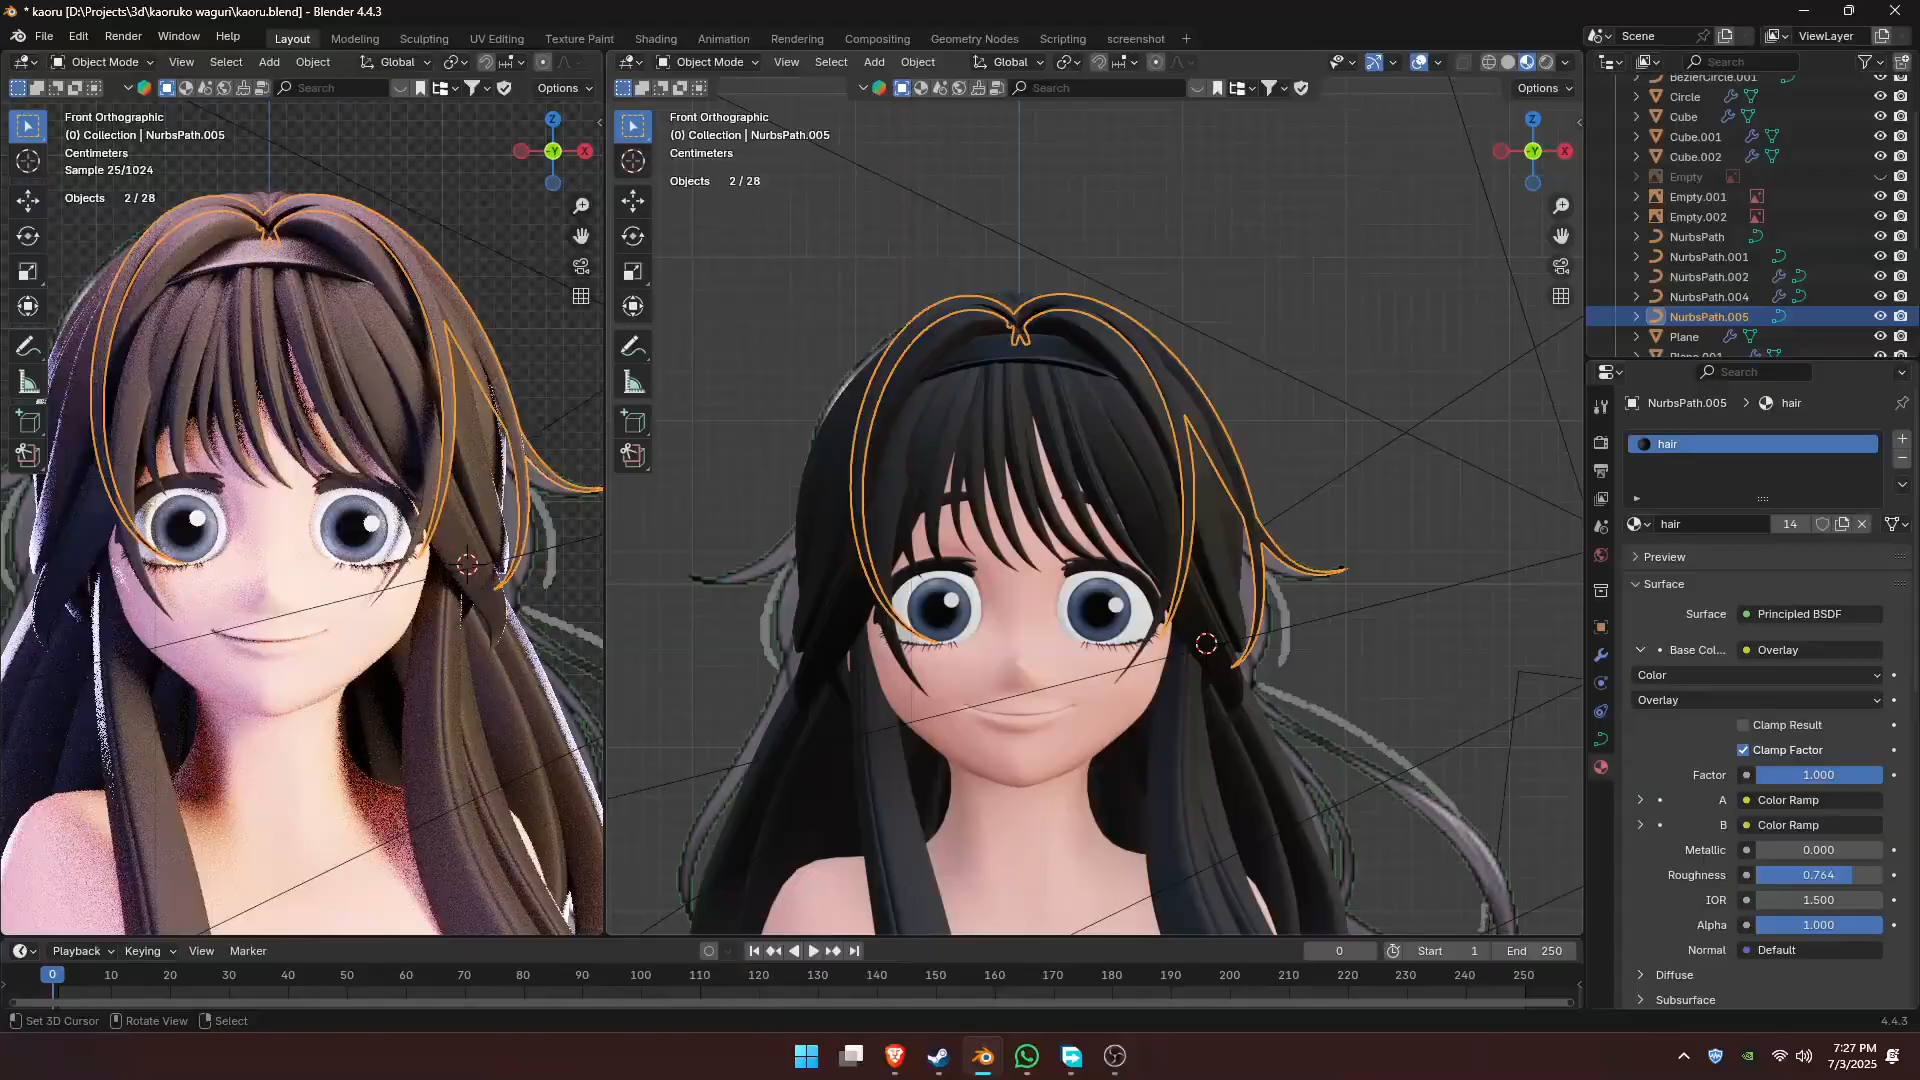 * kaoru [D:\Projects\3d\kaoruko waguri\kaoru.blend] - Blender 4.4.3
File Edit Render Window Help
Layout Modeling Sculpting UV Editing Texture Paint Shading Animation Rendering Compositing Geometry Nodes Scripting screenshot +
Scene
ViewLayer
Object Mode View Select Add Object Global
Object Mode View Select Add Object Global
Search
Search Options
Search Options
Front Orthographic
(0) Collection | NurbsPath.005
Centimeters
Sample 25/1024
Objects 2 / 28
Z
-Y
X
Front Orthographic
(0) Collection | NurbsPath.005
Centimeters
Objects 2 / 28
Z
-Y
X
BezierCircle.001
Circle
Cube
Cube.001
Cube.002
Empty
Empty.001
Empty.002
NurbsPath
NurbsPath.001
NurbsPath.002
NurbsPath.004
NurbsPath.005
Plane
Plane.001
Search
NurbsPath.005 > hair
hair
hair 14
Preview
Surface
Surface Principled BSDF
Base Col... Overlay
Color
Overlay
Clamp Result
Clamp Factor
Factor 1.000
A Color Ramp
B Color Ramp
Metallic 0.000
Roughness 0.764
IOR 1.500
Alpha 1.000
Normal Default
Diffuse
Subsurface
Playback Keying View Marker
0 Start 1 End 250
0 10 20 30 40 50 60 70 80 90 100 110 120 130 140 150 160 170 180 190 200 210 220 230 240 250
Set 3D Cursor Rotate View Select
4.4.3
7:27 PM
7/3/2025